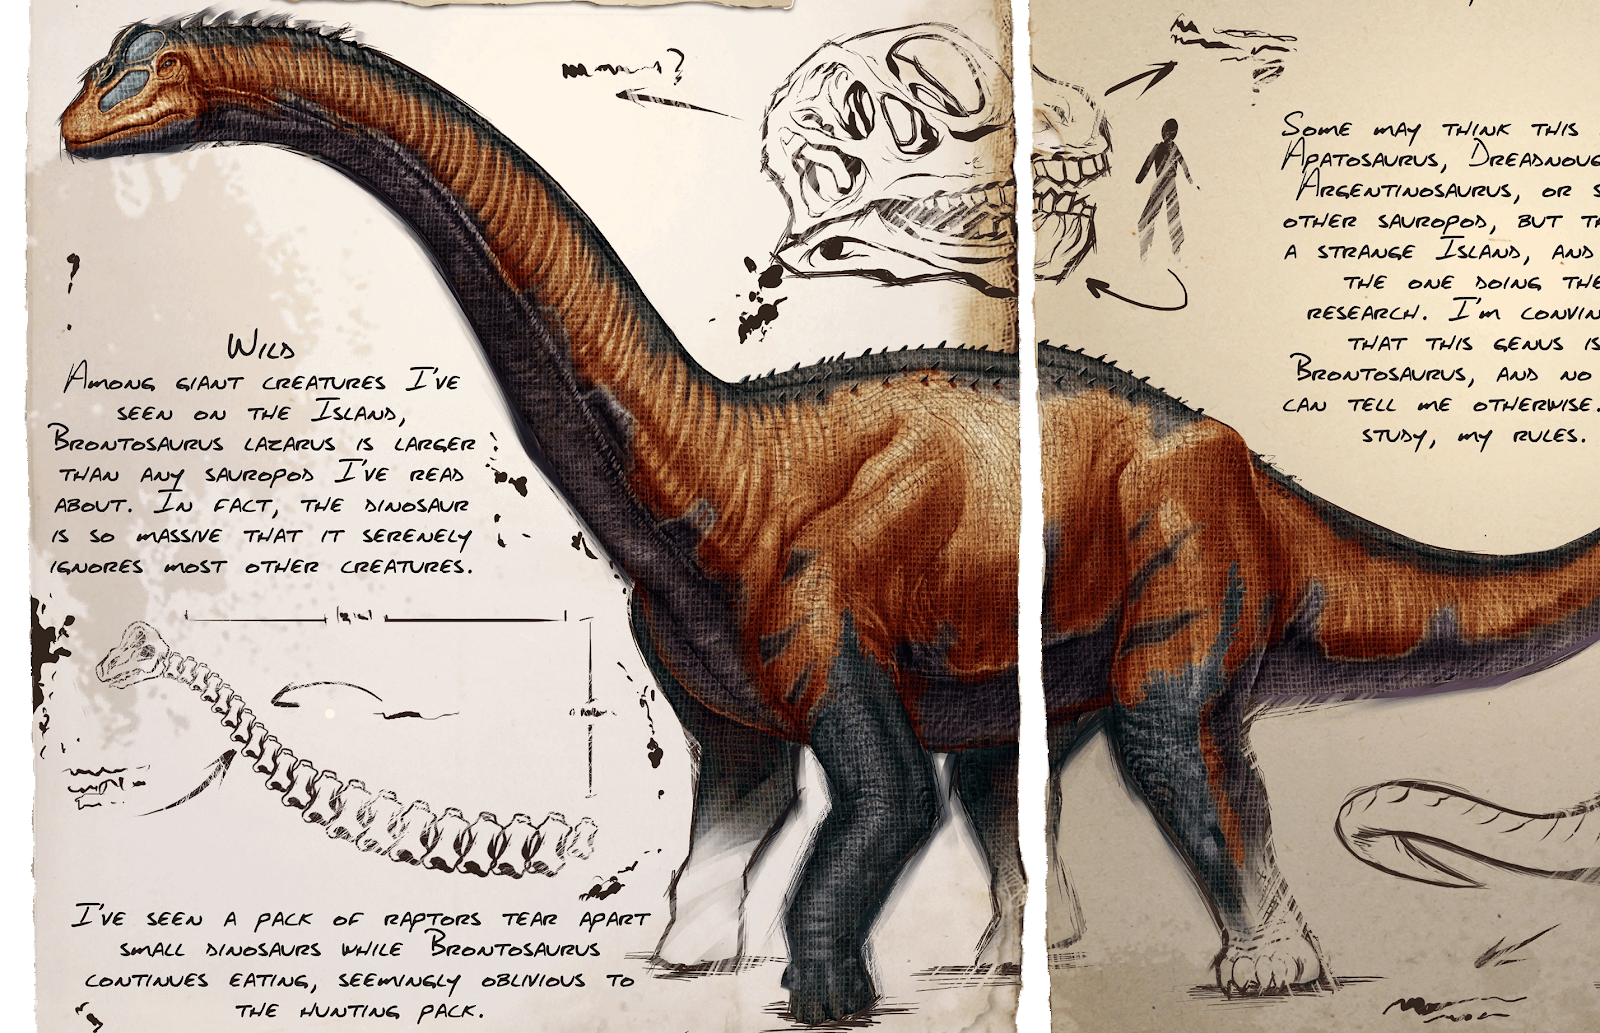 Wild
Among giant creatures I've
seen on the Island,
Brontosaurus lazarus is larger
than any sauropod I've read
about. In fact, the dinosaur
is so massive that it serenely
ignores most other creatures.
I've seen a pack of raptors tear apart
small dinosaurs while Brontosaurus
continues eating, seemingly oblivious to
the hunting pack.
Some may think this
Apatosaurus,
Argentinosaurus, or
other sauropod, but
a strange Island, and
the one doing the
research. I'm
that this genus is
Brontosaurus, and no
can tell me otherwise.
study, my rules.